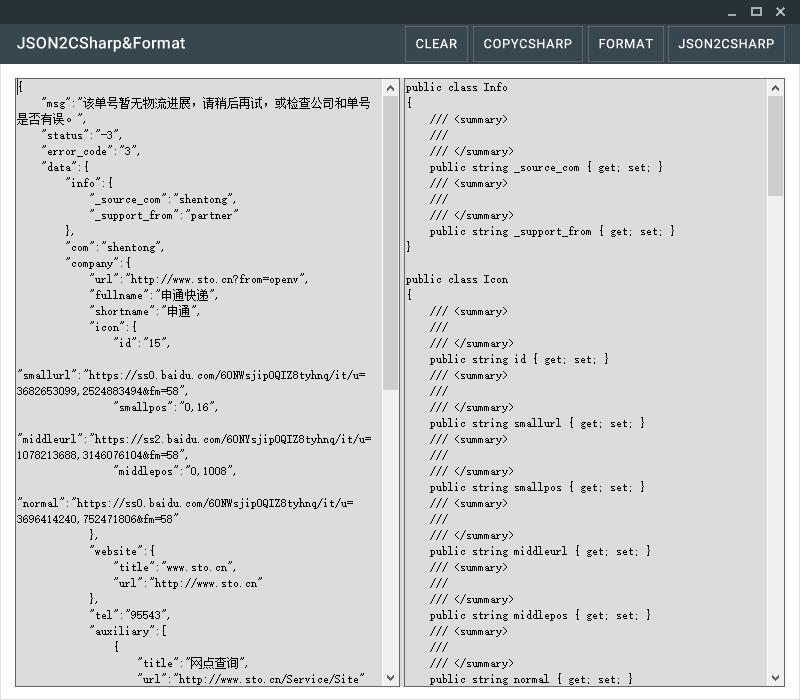 JSON2CSharp&Format
CLEAR
COPYCSHARP
FORMAT
JSON2CSHARP
{
"msg":"该单号暂无物流进展，请稍后再试，或检查公司和单号
是否有误。",
"status":"-3",
"error_code":"3",
"data":{
"info":{
"_source_com":"shentong",
"_support_from":"partner"
},
"com":"shentong",
"company":{
"url":"http://www.sto.cn?from=openv",
"fullname":"申通快递",
"shortname":"申通",
"icon":{
"id":"15",
"smallurl":"https://ss0.baidu.com/6ONWsjip0QIZ8tyhnq/it/u=
3682653099,2524883494&fm=58",
"smallpos":"0,16",
"middleurl":"https://ss2.baidu.com/6ONYsjip0QIZ8tyhnq/it/u=
1078213688,3146076104&fm=58",
"middlepos":"0,1008",
"normal":"https://ss0.baidu.com/6ONWsjip0QIZ8tyhnq/it/u=
3696414240,752471806&fm=58"
},
"website":{
"title":"www.sto.cn",
"url":"http://www.sto.cn"
},
"tel":"95543",
"auxiliary":[
{
"title":"网点查询",
"url":"http://www.sto.cn/Service/Site"
public class Info
{
/// <summary>
///
/// </summary>
public string _source_com { get; set; }
/// <summary>
///
/// </summary>
public string _support_from { get; set; }
}
public class Icon
{
/// <summary>
///
/// </summary>
public string id { get; set; }
/// <summary>
///
/// </summary>
public string smallurl { get; set; }
/// <summary>
///
/// </summary>
public string smallpos { get; set; }
/// <summary>
///
/// </summary>
public string middleurl { get; set; }
/// <summary>
///
/// </summary>
public string middlepos { get; set; }
/// <summary>
///
/// </summary>
public string normal { get; set; }